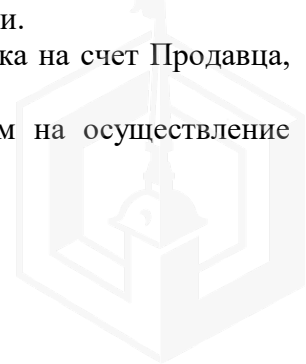 и.
ка на счет Продавца,
м на осуществление